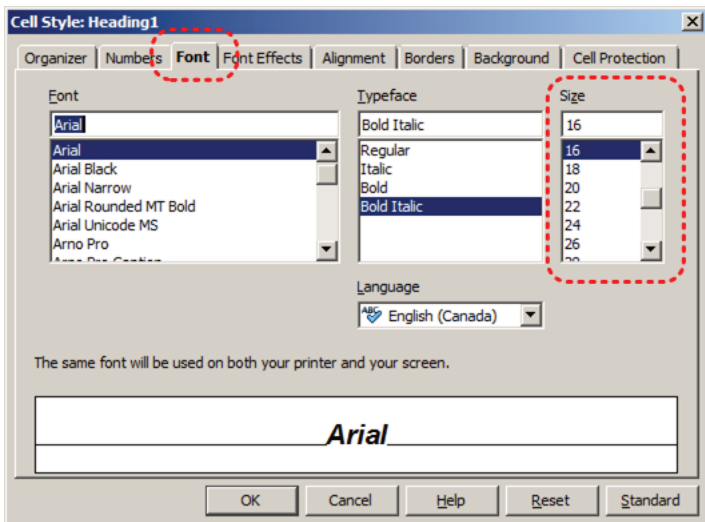 Cell Style: Heading1
Organizer Numbers Font Font Effects Alignment Borders Background Cell Protection
Font
Arial
Arial
Arial Black
Arial Narrow
Arial Rounded MT Bold
Arial Unicode MS
Arno Pro
Typeface
Bold Italic
Regular
Italic
Bold
Bold Italic
Size
16
16
18
20
22
24
26
Language
ABC English (Canada)
The same font will be used on both your printer and your screen.
Arial
OK Cancel Help Reset Standard